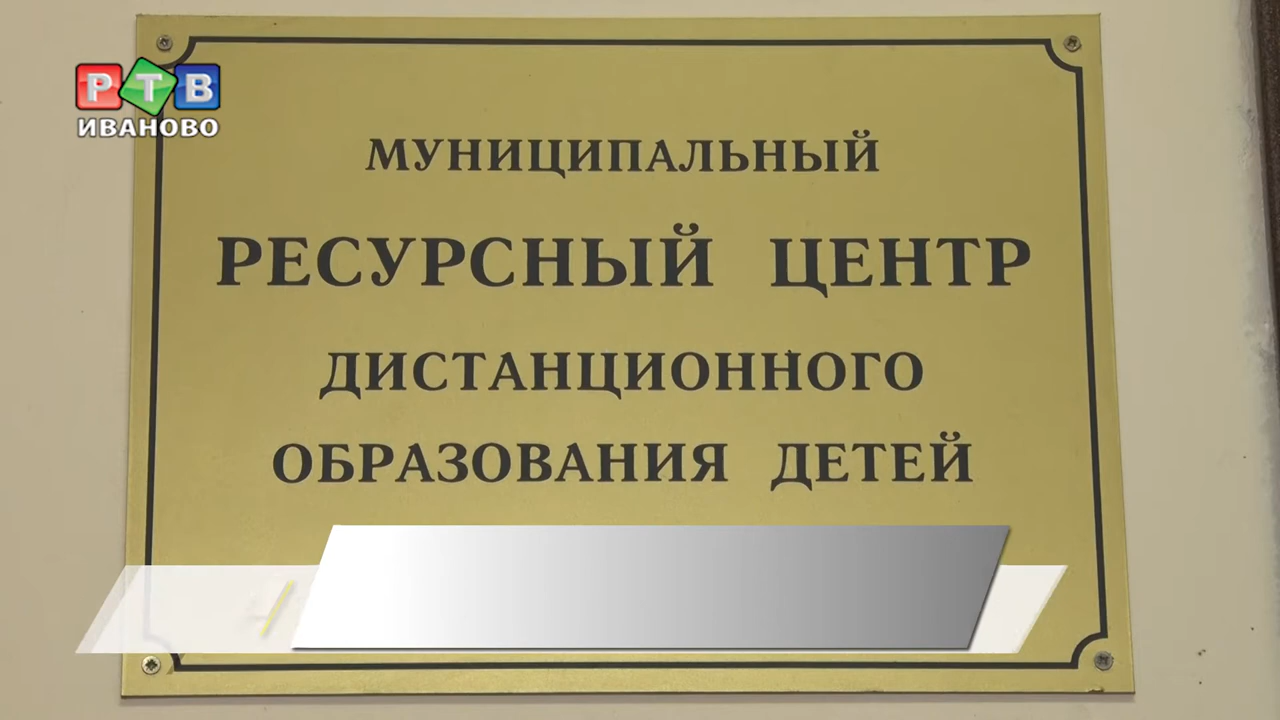 РТВ
ИВАНОВО
МУНИЦИПАЛЬНЫЙ
РЕСУРСНЫЙ ЦЕНТР
ДИСТАНЦИОННОГО
ОБРАЗОВАНИЯ ДЕТЕЙ